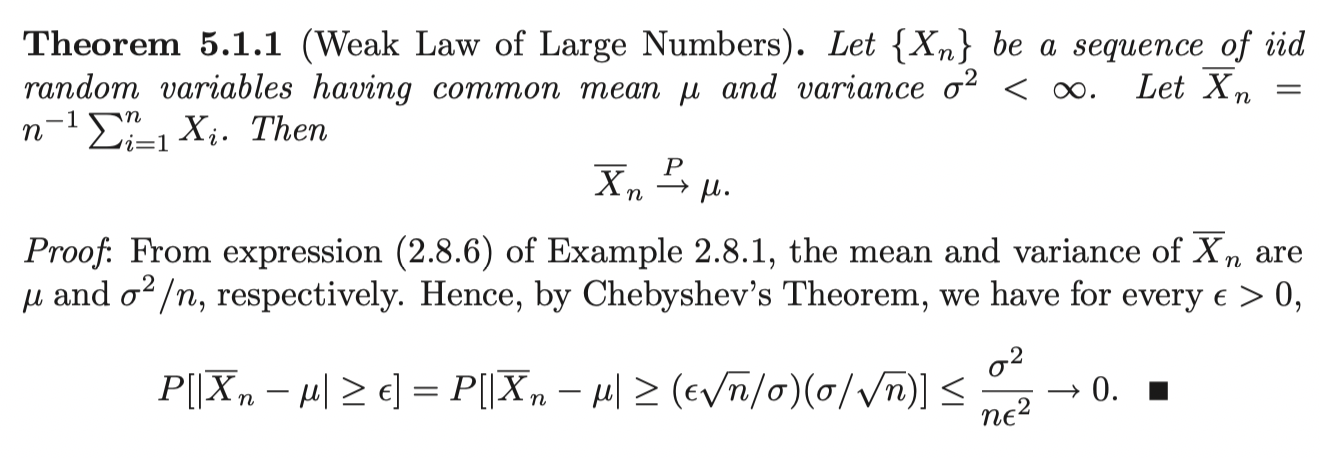 Theorem 5.1.1 (Weak Law of Large Numbers). Let {Xₙ} be a sequence of iid
random variables having common mean μ and variance σ² < ∞. Let X̅ₙ =
n⁻¹ ∑ⁿᵢ₌₁ Xᵢ. Then
X̅ₙ →ᴾ μ.
Proof: From expression (2.8.6) of Example 2.8.1, the mean and variance of X̅ₙ are
μ and σ²/n, respectively. Hence, by Chebyshev's Theorem, we have for every ϵ > 0,
P[|X̅ₙ − μ| ≥ ϵ] = P[|X̅ₙ − μ| ≥ (ϵ√n/σ)(σ/√n)] ≤ σ²/nϵ² → 0. ■